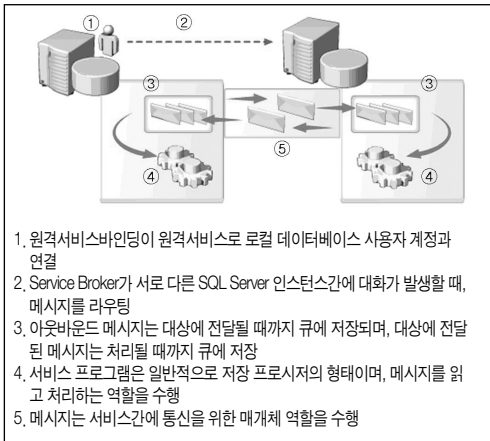 ① ②
③ ③
④ ④
⑤
1. 원격서비스바인딩이 원격서비스로 로컬 데이터베이스 사용자 계정과
연결
2. Service Broker가 서로 다른 SQL Server 인스턴스간에 대화가 발생할 때,
메시지를 라우팅
3. 아웃바운드 메시지는 대상에 전달될 때까지 큐에 저장되며, 대상에 전달
된 메시지는 처리될 때까지 큐에 저장
4. 서비스 프로그램은 일반적으로 저장 프로시저의 형태이며, 메시지를 읽
고 처리하는 역할을 수행
5. 메시지는 서비스간에 통신을 위한 매개체 역할을 수행